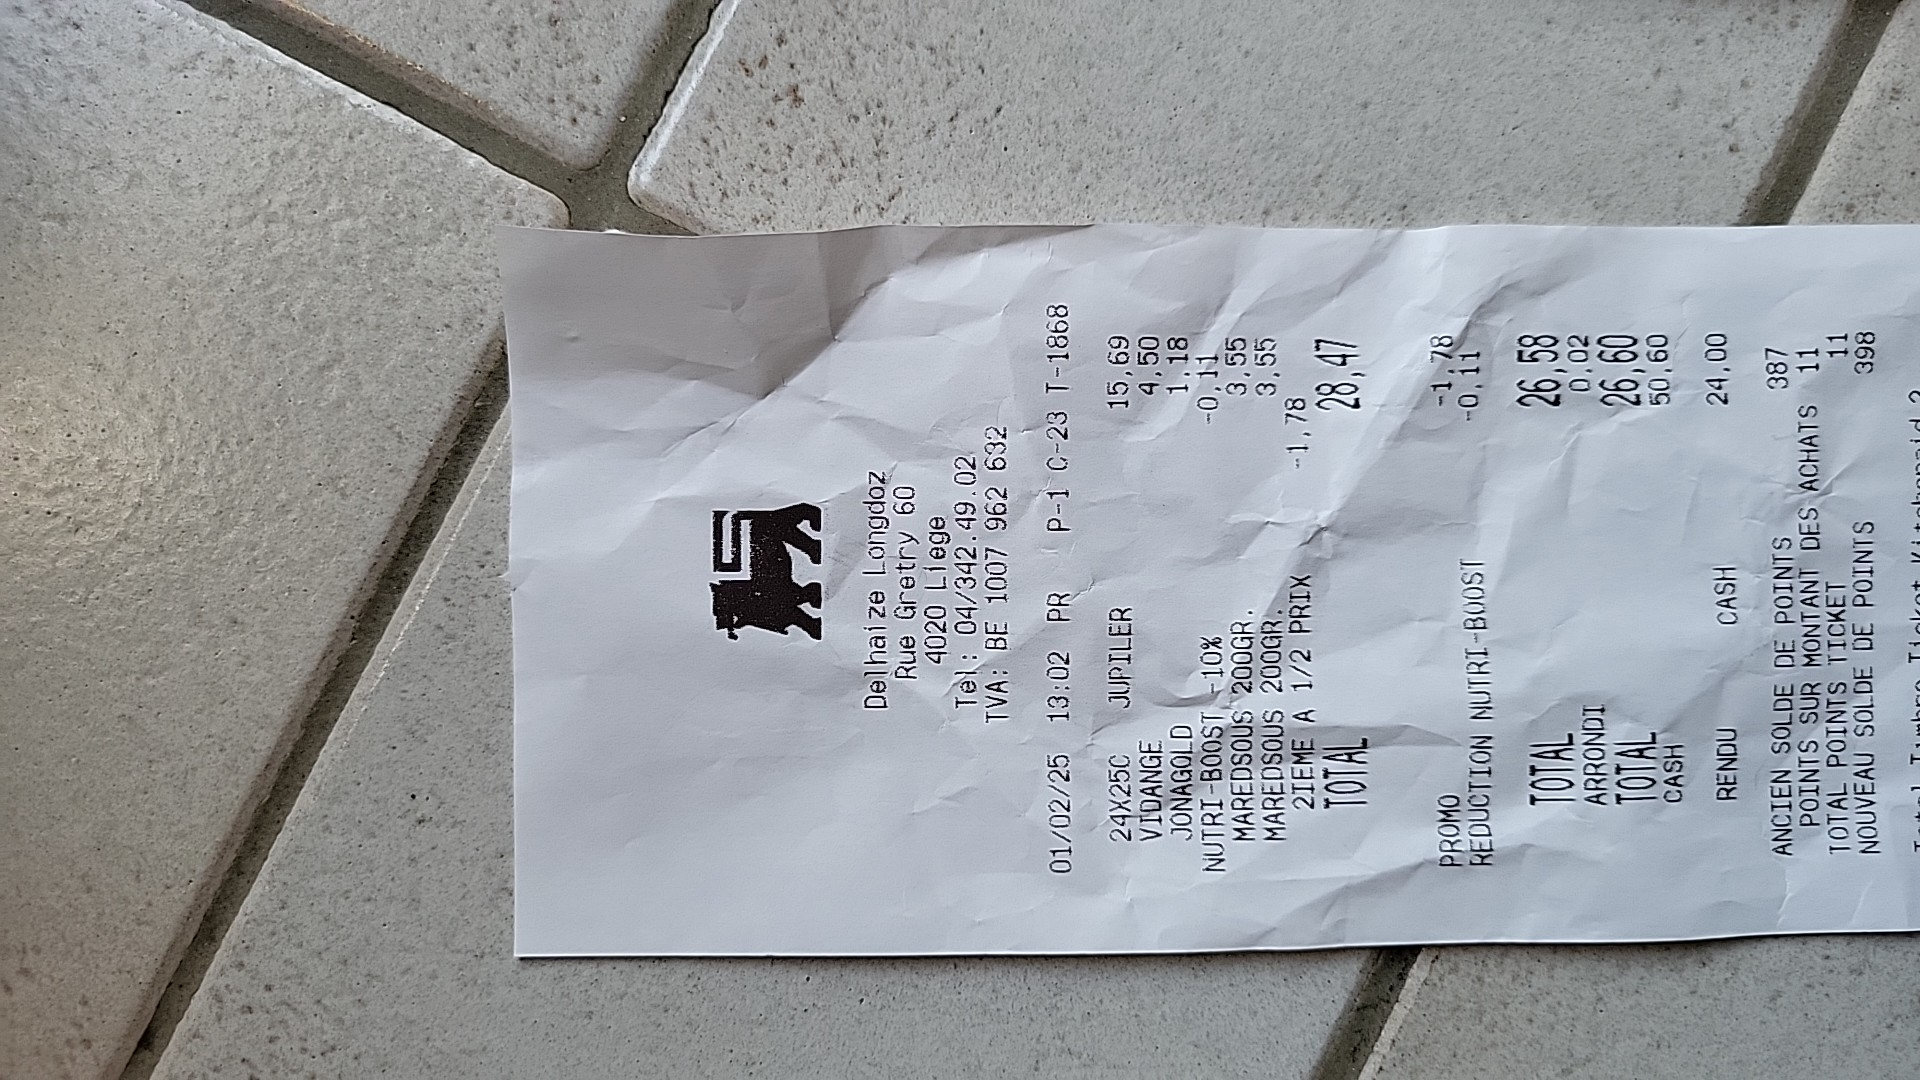 Delhaize Longdoz
Rue Gretry 60
4020 Liege
Tel: 04/342.49.02
TVA: BE 1007 962 632
01/02/25 13:02 PR P-1 C-23 T-1868
24X25C JUPILER 15,69
VIDANGE 4,50
JONAGOLD 1,18
NUTRI-BOOST -10% -0,11
MAREDSOUS 200GR. 3,55
MAREDSOUS 200GR. 3,55
2IEME A 1/2 PRIX -1,78
TOTAL 28,47
PROMO -1,78
REDUCTION NUTRI-BOOST -0,11
TOTAL 26,58
ARRONDI 0,02
TOTAL 26,60
CASH 50,60
RENDU CASH 24,00
ANCIEN SOLDE DE POINTS 387
POINTS SUR MONTANT DES ACHATS 11
TOTAL POINTS TICKET 11
NOUVEAU SOLDE DE POINTS 398